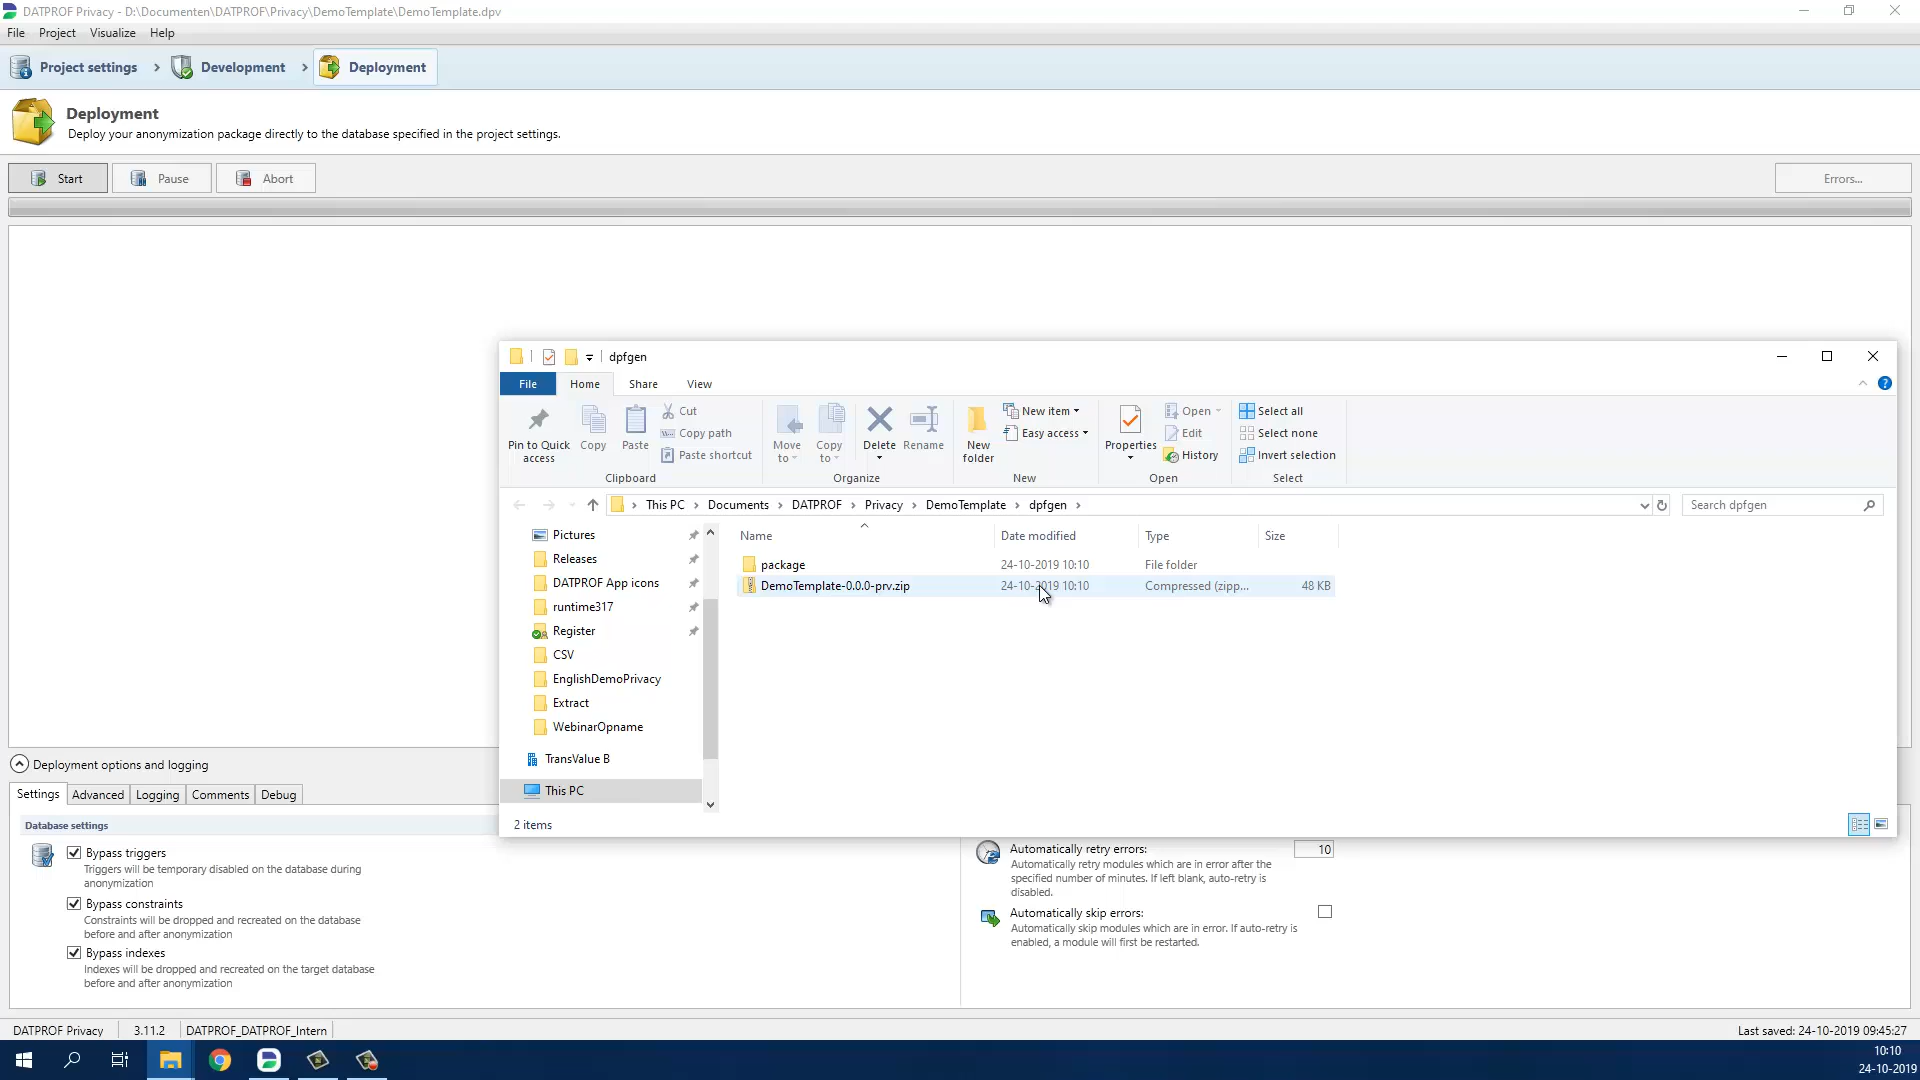 DATPROF Privacy - D:\Documenten\DATPROF\Privacy\DemoTemplate\DemoTemplate.dpv
File Project Visualize Help
Project settings Development Deployment
Deployment
Deploy your anonymization package directly to the database specified in the project settings.
Start Pause Abort Errors...
dpfgen
File Home Share View
Pin to Quick access
Copy
Paste
Cut
Copy path
Paste shortcut
Clipboard
Move to
Copy to
Delete
Rename
Organize
New folder
New item
Easy access
New
Properties
Open
Edit
History
Open
Select all
Select none
Invert selection
Select
This PC Documents DATPROF Privacy DemoTemplate dpfgen
Search dpfgen
Pictures
Releases
DATPROF App icons
runtime317
Register
CSV
EnglishDemoPrivacy
Extract
WebinarOpname
TransValue B
This PC
Name Date modified Type Size
package 24-10-2019 10:10 File folder
DemoTemplate-0.0.0-prv.zip 24-10-2019 10:10 Compressed (zipp... 48 KB
2 items
Deployment options and logging
Settings Advanced Logging Comments Debug
Database settings
Bypass triggers
Triggers will be temporary disabled on the database during
anonymization
Bypass constraints
Constraints will be dropped and recreated on the database
before and after anonymization
Bypass indexes
Indexes will be dropped and recreated on the target database
before and after anonymization
Automatically retry errors: 10
Automatically retry modules which are in error after the
specified number of minutes. If left blank, auto-retry is
disabled.
Automatically skip errors:
Automatically skip modules which are in error. If auto-retry is
enabled, a module will first be restarted.
DATPROF Privacy 3.11.2 DATPROF_DATPROF_Intern Last saved: 24-10-2019 09:45:27
10:10
24-10-2019